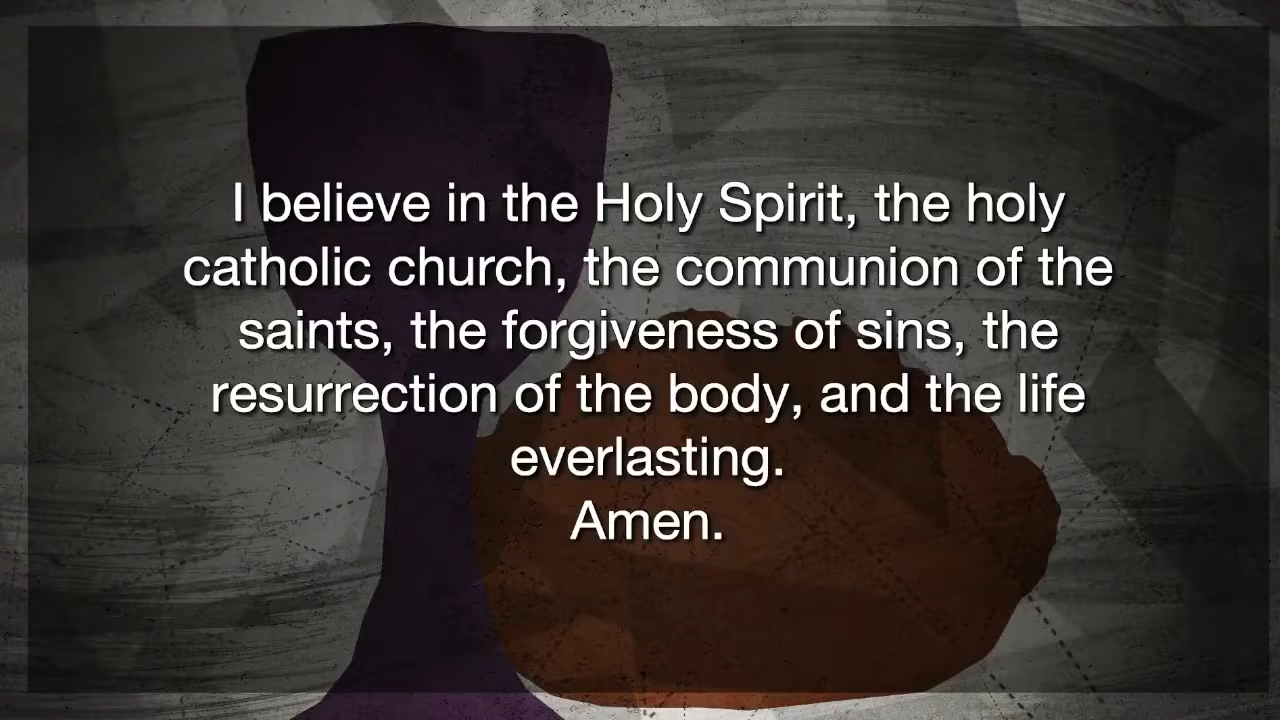 I believe in the Holy Spirit, the holy
catholic church, the communion of the
saints, the forgiveness of sins, the
resurrection of the body, and the life
everlasting.
Amen.